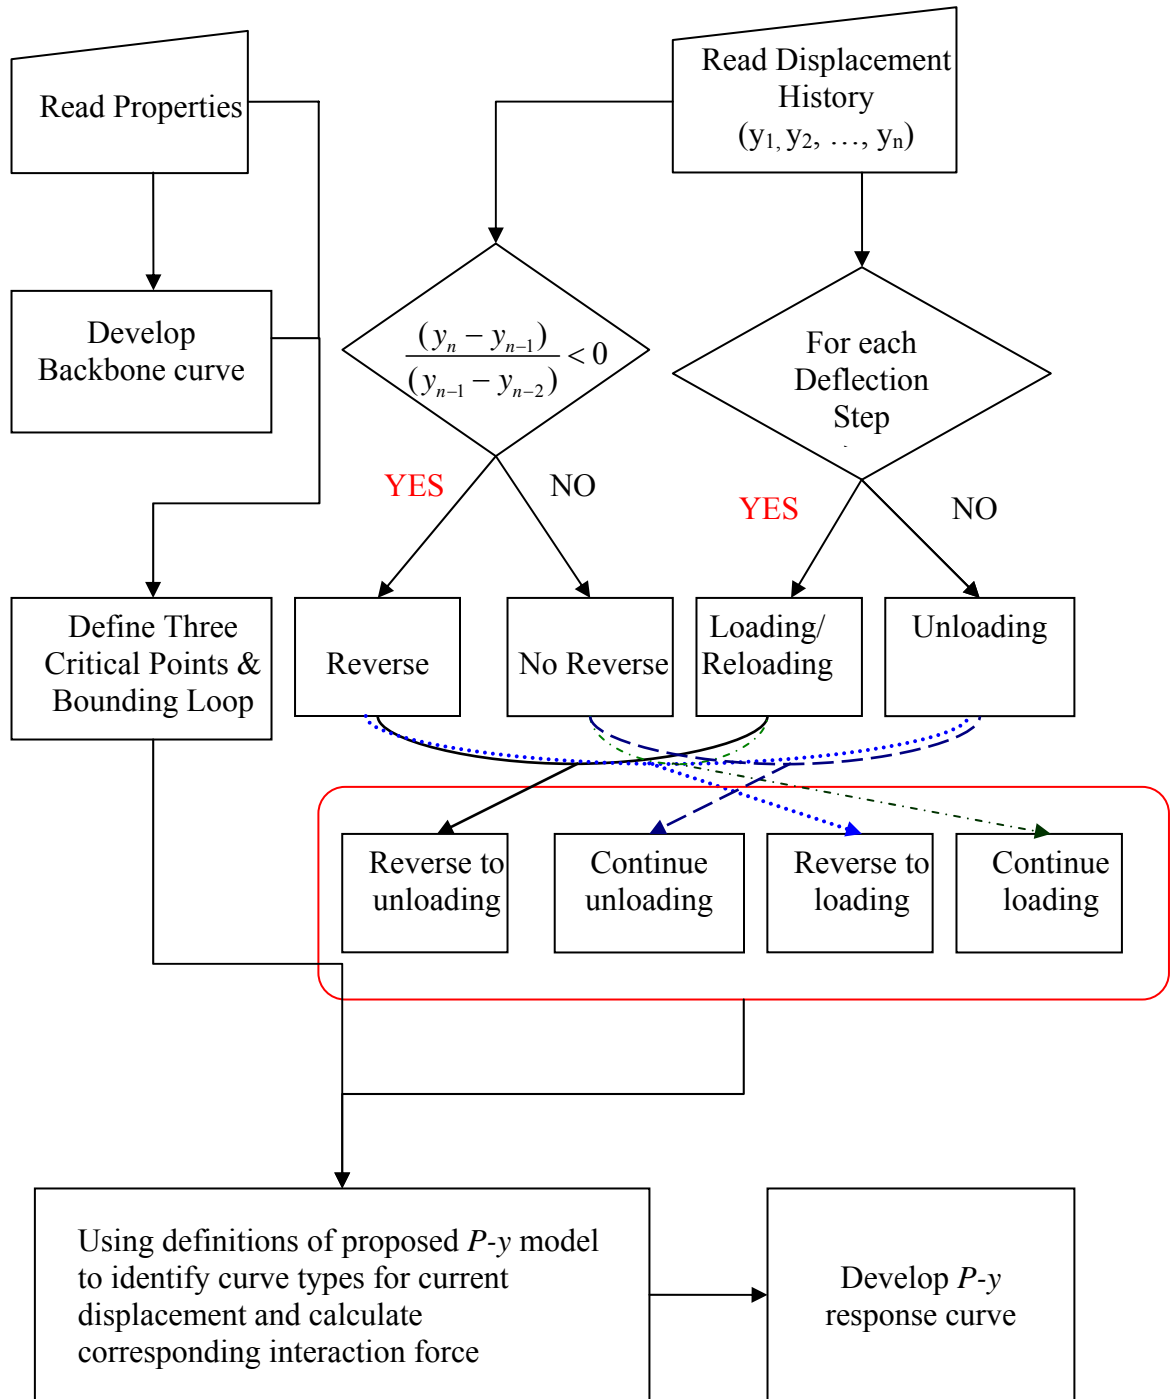 Read Properties
Read Displacement
History
(y1, y2, …, yn)
Develop
Backbone curve
(yn − yn−1)
(yn−1 − yn−2)
< 0
For each
Deflection
Step
YES
NO
YES
NO
Define Three
Critical Points &
Bounding Loop
Reverse
No Reverse
Loading/
Reloading
Unloading
Reverse to
unloading
Continue
unloading
Reverse to
loading
Continue
loading
Using definitions of proposed P-y model
to identify curve types for current
displacement and calculate
corresponding interaction force
Develop P-y
response curve